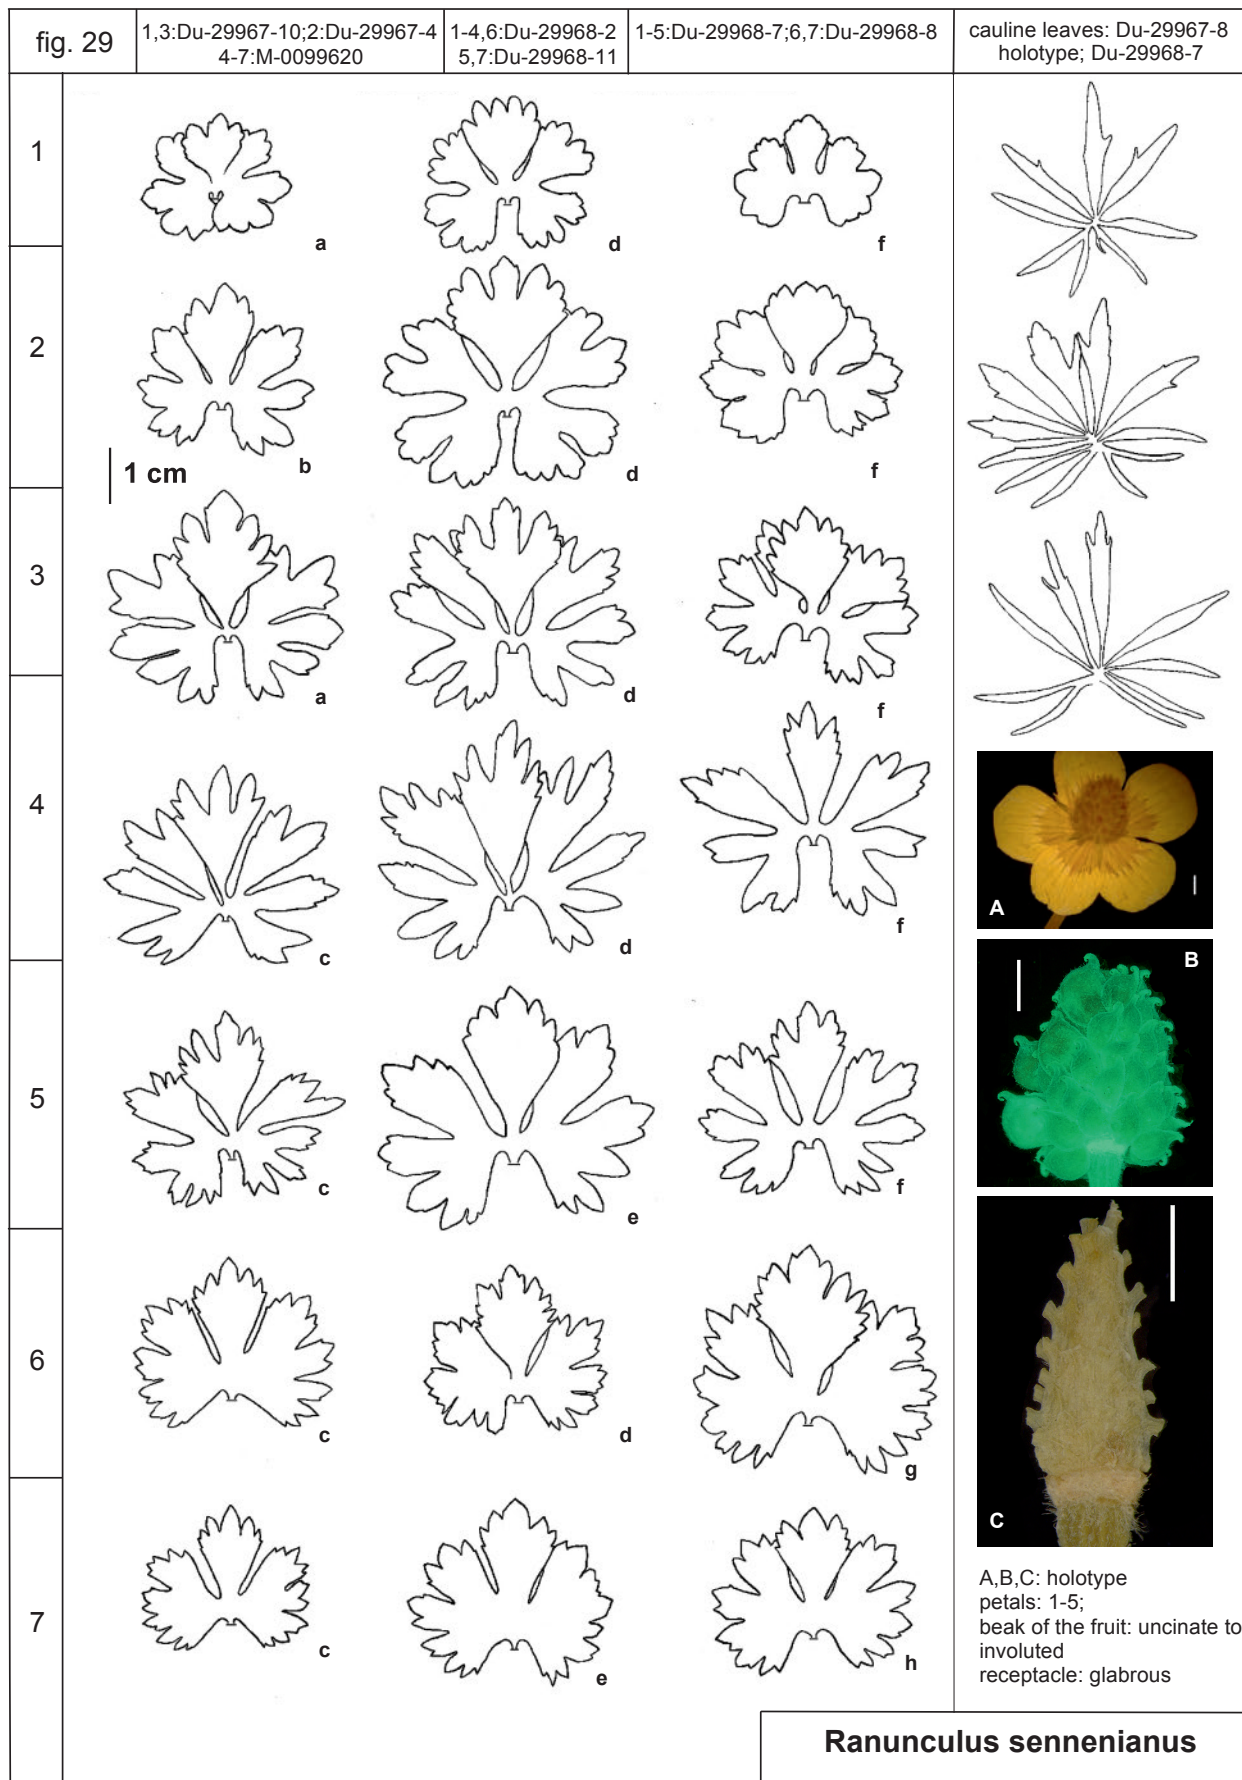 fig. 29
1,3:Du-29967-10;2:Du-29967-4
4-7:M-0099620
1-4,6:Du-29968-2
5,7:Du-29968-11
1-5:Du-29968-7;6,7:Du-29968-8
cauline leaves: Du-29967-8
holotype; Du-29968-7
1
a
d
f
2
b
d
f
1 cm
3
a
d
f
4
c
d
f
A
B
5
c
e
f
6
c
d
g
C
7
c
e
h
A,B,C: holotype
petals: 1-5;
beak of the fruit: uncinate to
involuted
receptacle: glabrous
Ranunculus sennenianus